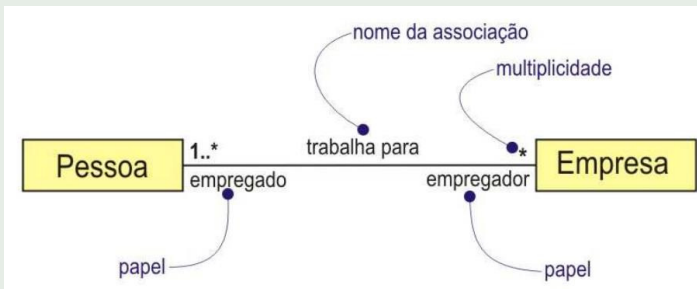 nome da associação
multiplicidade
Pessoa
1..*
trabalha para
*
Empresa
empregado
empregador
papel
papel